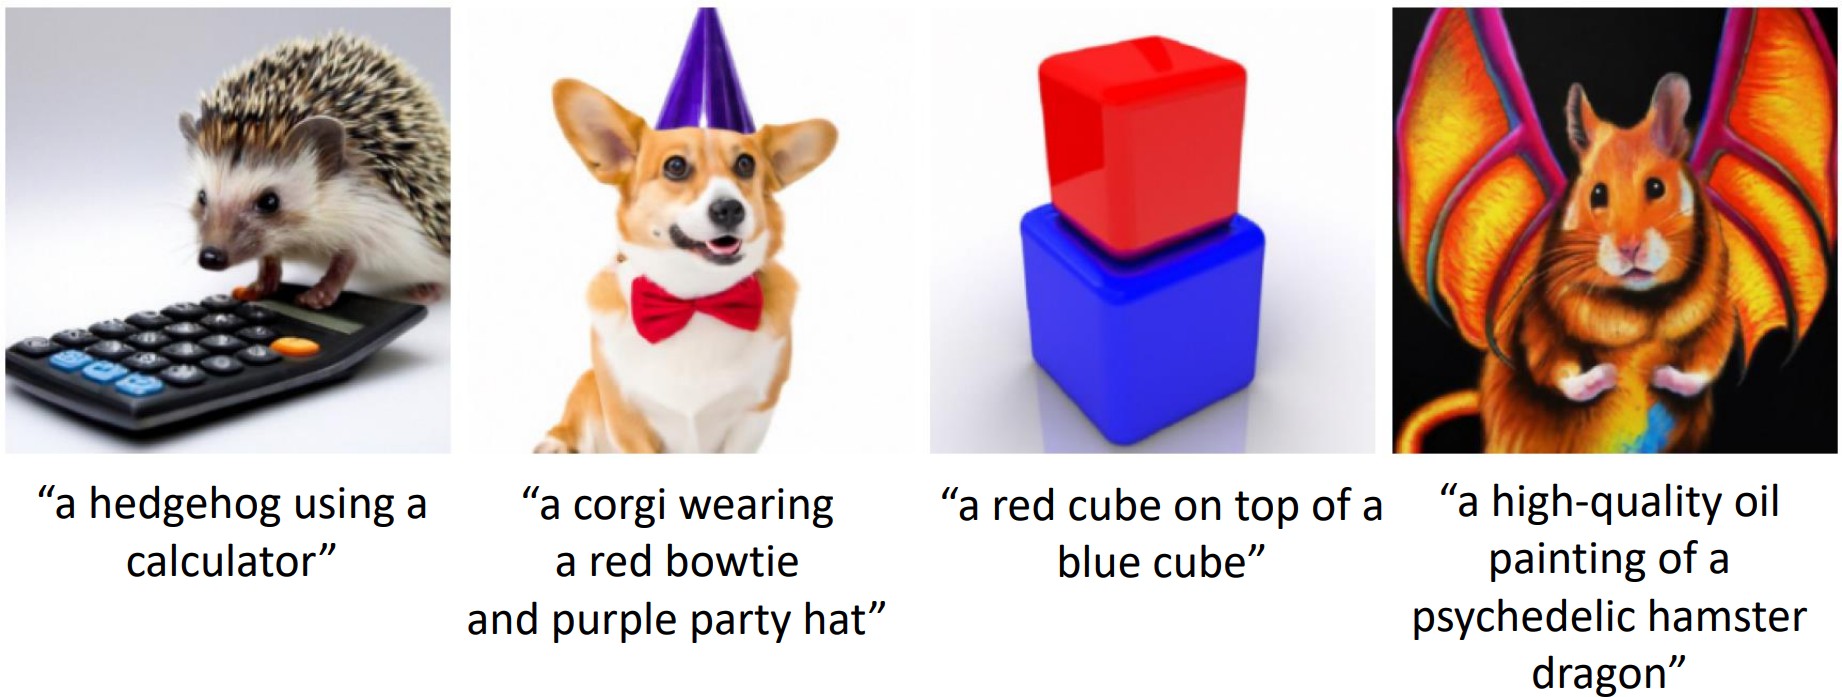 “a hedgehog using a
calculator”
“a corgi wearing
a red bowtie
and purple party hat”
“a red cube on top of a
blue cube”
“a high-quality oil
painting of a
psychedelic hamster
dragon”